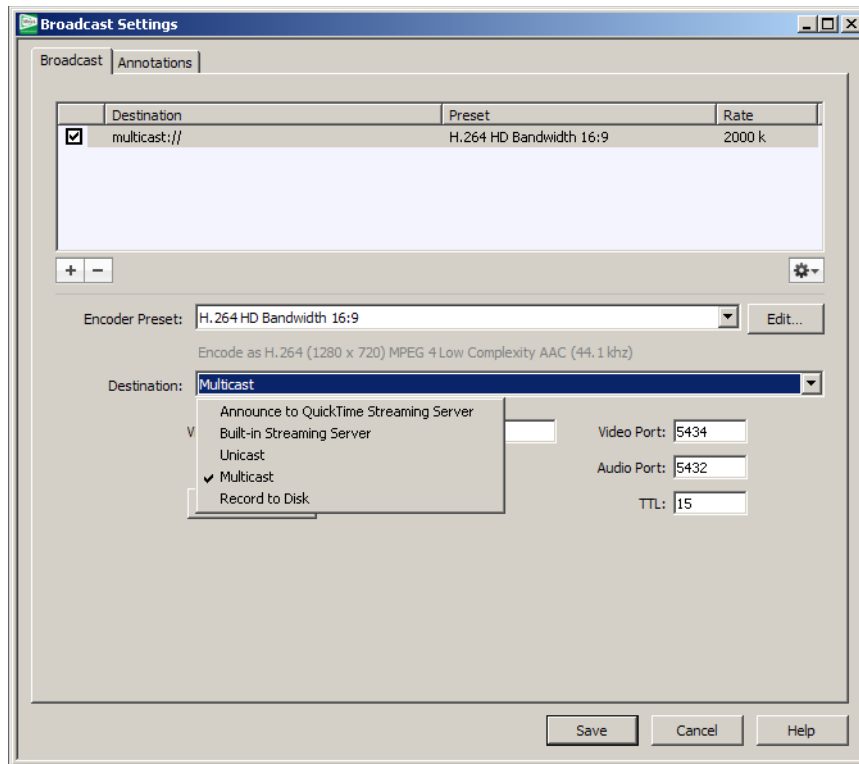 Broadcast Settings
Broadcast Annotations
Destination Preset Rate
multicast:// H.264 HD Bandwidth 16:9 2000 k
Encoder Preset: H.264 HD Bandwidth 16:9 Edit...
Encode as H.264 (1280 x 720) MPEG 4 Low Complexity AAC (44.1 khz)
Destination: Multicast
Announce to QuickTime Streaming Server
Built-in Streaming Server
Video Port: 5434
Unicast
Audio Port: 5432
Multicast
Record to Disk
TTL: 15
Save Cancel Help